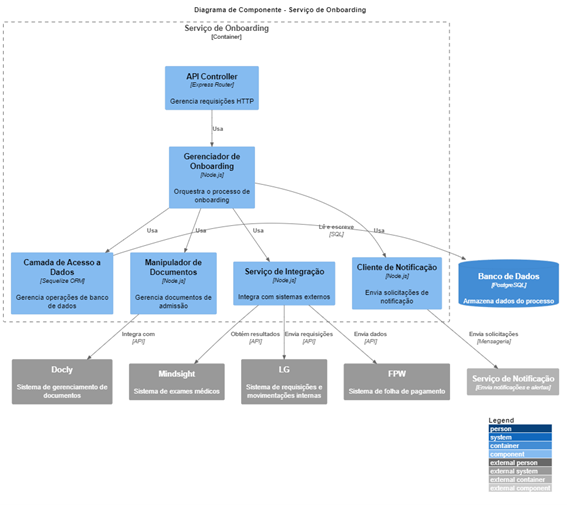 Diagrama de Componente - Serviço de Onboarding
Serviço de Onboarding
[Container]
API Controller
[Express Router]
Gerencia requisições HTTP
Usa
Gerenciador de
Onboarding
[Node.js]
Orquestra o processo de
onboarding
Usa
Usa
Usa
Usa
Lê e escreve
[SQL]
Camada de Acesso a
Dados
[Sequelize ORM]
Gerencia operações de banco
de dados
Manipulador de
Documentos
[Node.js]
Gerencia documentos de
admissão
Serviço de Integração
[Node.js]
Integra com sistemas externos
Cliente de Notificação
[Node.js]
Envia solicitações de
notificação
Banco de Dados
[PostgreSQL]
Armazena dados do processo
Integra com
[API]
Obtém resultados
[API]
Envia requisições
[API]
Envia dados
[API]
Envia solicitações
[Mensageria]
Docly
Sistema de gerenciamento de
documentos
Mindsight
Sistema de exames médicos
LG
Sistema de requisições e
movimentações internas
FPW
Sistema de folha de pagamento
Serviço de Notificação
[Envia notificações e alertas]
Legend
person
system
container
component
external person
external system
external container
external component